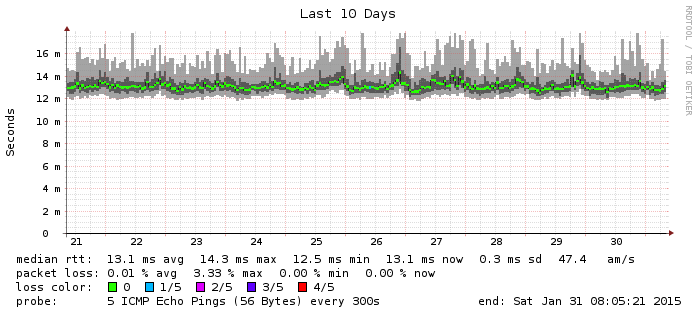 Last 10 Days
RRDTOOL / TOBI OETIKER
Seconds
16 m
14 m
12 m
10 m
8 m
6 m
4 m
2 m
0
21 22 23 24 25 26 27 28 29 30
median rtt: 13.1 ms avg 14.3 ms max 12.5 ms min 13.1 ms now 0.3 ms sd 47.4 am/s
packet loss: 0.01 % avg 3.33 % max 0.00 % min 0.00 % now
loss color: 0 1/5 2/5 3/5 4/5
probe: 5 ICMP Echo Pings (56 Bytes) every 300s end: Sat Jan 31 08:05:21 2015